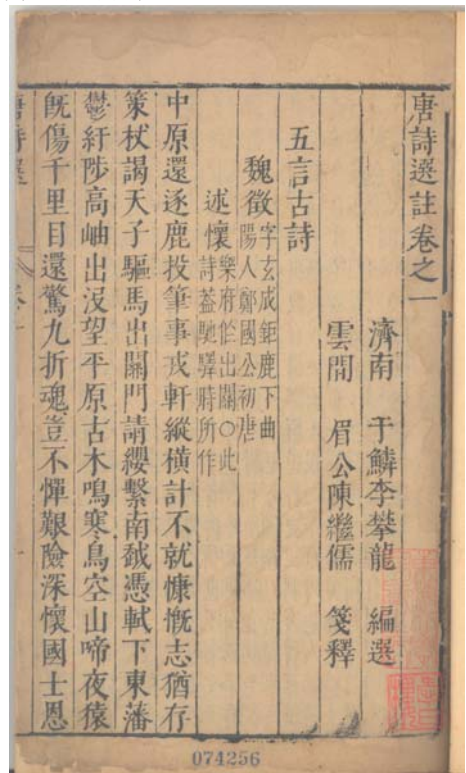 唐詩選註卷之一
濟南 于鱗李攀龍 編選
雲間 眉公陳繼儒 箋釋
五言古詩
魏徵字玄成鉅鹿下曲
陽人鄭國公初唐
述懷樂府作出關〇此
詩葢馳驛時所作
中原還逐鹿投筆事戎軒縱橫計不就慷慨志猶存
策杖謁天子驅馬出關門請纓繫南越憑軾下東藩
鬱紆陟高岫出沒望平原古木鳴寒鳥空山啼夜猿
旣傷千里目還驚九折魂豈不憚艱險深懷國士恩
074256